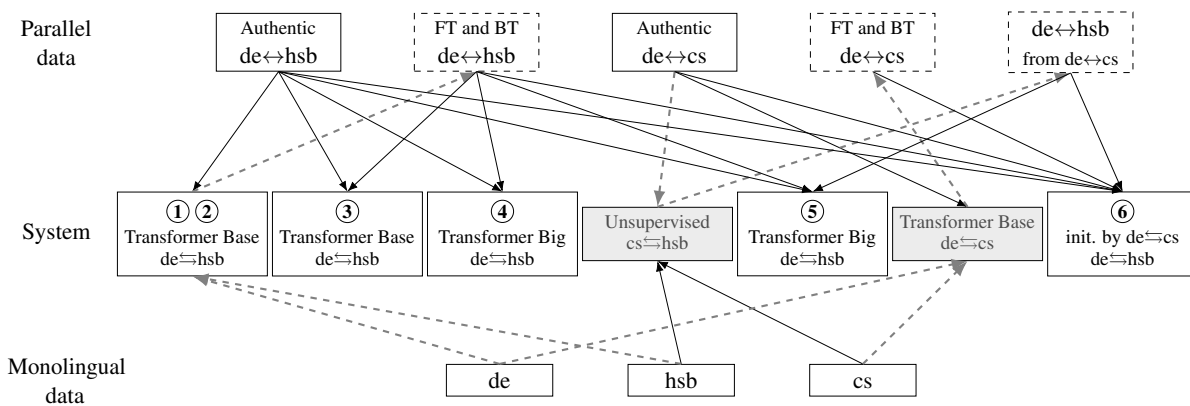 Parallel
data
Authentic
de↔hsb
FT and BT
de↔hsb
Authentic
de↔cs
FT and BT
de↔cs
de↔hsb
from de↔cs
System
① ②
Transformer Base
de⇆hsb
③
Transformer Base
de⇆hsb
④
Transformer Big
de⇆hsb
Unsupervised
cs⇆hsb
⑤
Transformer Big
de⇆hsb
Transformer Base
de⇆cs
⑥
init. by de⇆cs
de⇆hsb
Monolingual
data
de
hsb
cs